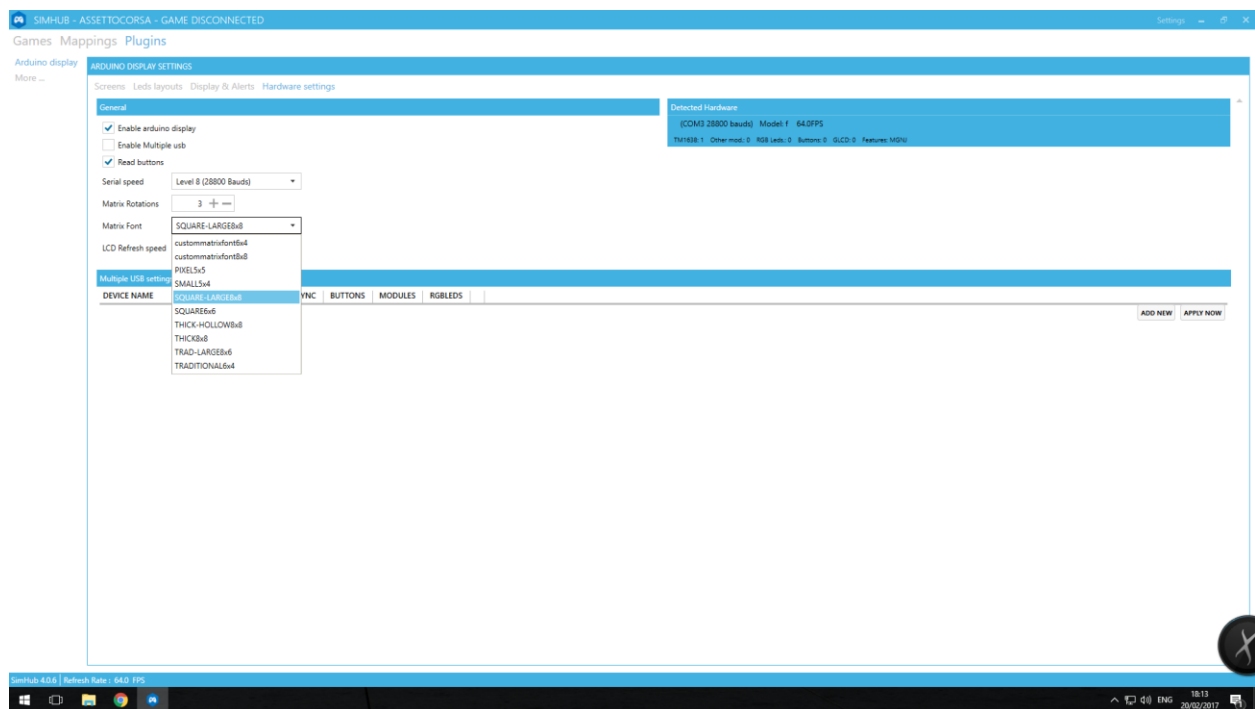 SIMHUB - ASSETTOCORSA - GAME DISCONNECTED
Settings
Games Mappings Plugins
Arduino display
More ...
ARDUINO DISPLAY SETTINGS
Screens Leds layouts Display & Alerts Hardware settings
General
Enable arduino display
Enable Multiple usb
Read buttons
Serial speed Level 8 (28800 Bauds)
Matrix Rotations 3
Matrix Font SQUARE-LARGE8x8
LCD Refresh speed
custommatrixfont6x4
custommatrixfont8x8
PIXEL5x5
SMALL5x4
SQUARE-LARGE8x8
SQUARE6x6
THICK-HOLLOW8x8
THICK8x8
TRAD-LARGE8x6
TRADITIONAL6x4
Detected Hardware
(COM3 28800 bauds) Model: f 64.0FPS
TM1638: 1 Other mod.: 0 RGB Leds.: 0 Buttons: 0 GLCD: 0 Features: MGNJ
Multiple USB setting
DEVICE NAME YNC BUTTONS MODULES RGBLEDS
ADD NEW APPLY NOW
SimHub 4.0.6 Refresh Rate : 64.0 FPS
ENG
18:13
20/02/2017